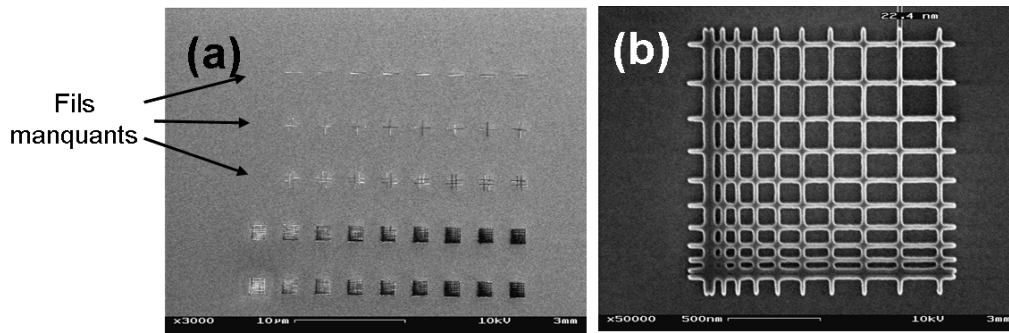 (a)
Fils
manquants
x3000 10µm 10kV 3mm
22.4 nm
(b)
x50000 500nm 10kV 3mm